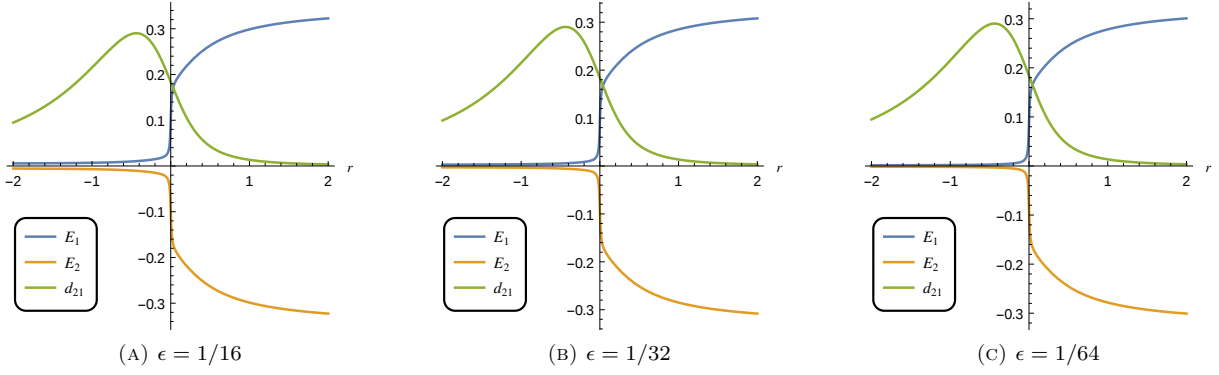 0.3
0.2
0.1
−2
−1
1
2
r
−0.1
−0.2
−0.3
E₁
E₂
d₂₁
(A) ϵ = 1/16
0.3
0.2
0.1
−2
−1
1
2
r
−0.1
−0.2
−0.3
E₁
E₂
d₂₁
(B) ϵ = 1/32
0.3
0.2
0.1
−2
−1
1
2
r
−0.1
−0.2
−0.3
E₁
E₂
d₂₁
(C) ϵ = 1/64